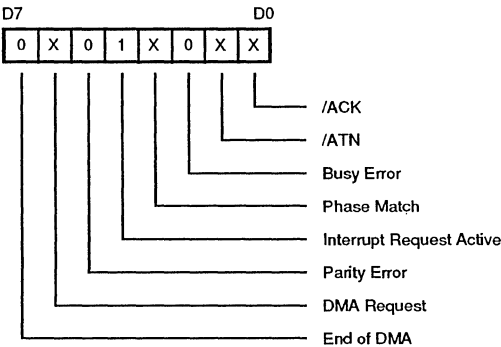 D7 D0
0 X 0 1 X 0 X X
/ACK
/ATN
Busy Error
Phase Match
Interrupt Request Active
Parity Error
DMA Request
End of DMA